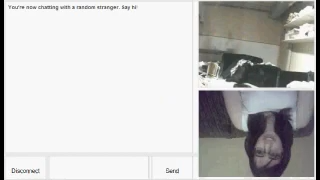 You're now chatting with a random stranger. Say hi!
Disconnect
Send